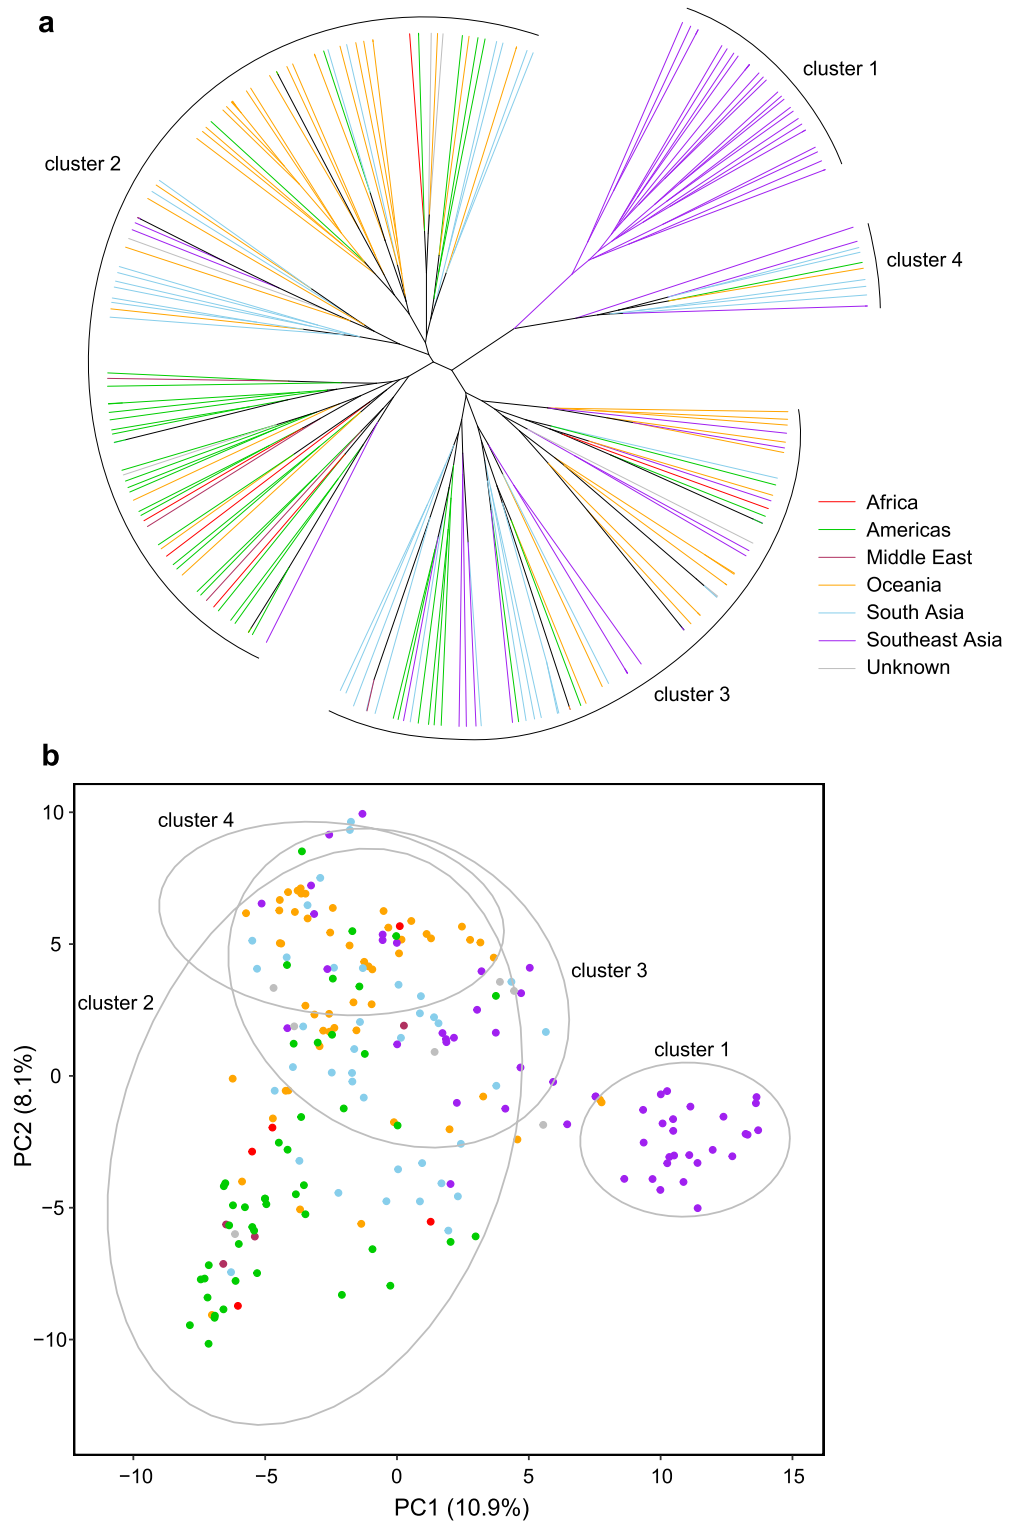 a
cluster 1
cluster 2
cluster 4
Africa
Americas
Middle East
Oceania
South Asia
Southeast Asia
Unknown
cluster 3
b
10
5
0
−5
−10
PC2 (8.1%)
cluster 4
cluster 3
cluster 2
cluster 1
−10
−5
0
5
10
15
PC1 (10.9%)